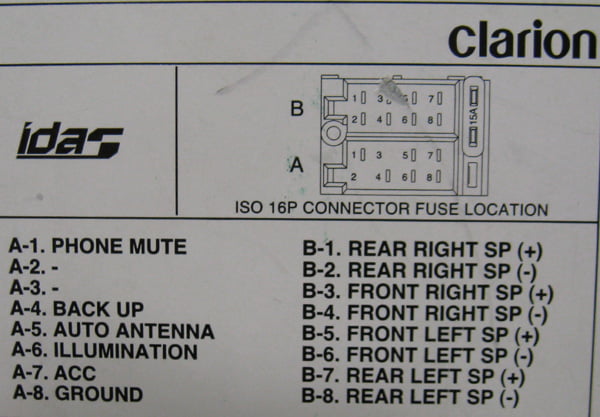 Clarion
idas
B
1 3 5 7
2 4 6 8
15A
A
1 3 5 7
2 4 6 8
ISO 16P CONNECTOR FUSE LOCATION
A-1. PHONE MUTE
A-2. -
A-3. -
A-4. BACK UP
A-5. AUTO ANTENNA
A-6. ILLUMINATION
A-7. ACC
A-8. GROUND
B-1. REAR RIGHT SP (+)
B-2. REAR RIGHT SP (-)
B-3. FRONT RIGHT SP (+)
B-4. FRONT RIGHT SP (-)
B-5. FRONT LEFT SP (+)
B-6. FRONT LEFT SP (-)
B-7. REAR LEFT SP (+)
B-8. REAR LEFT SP (-)